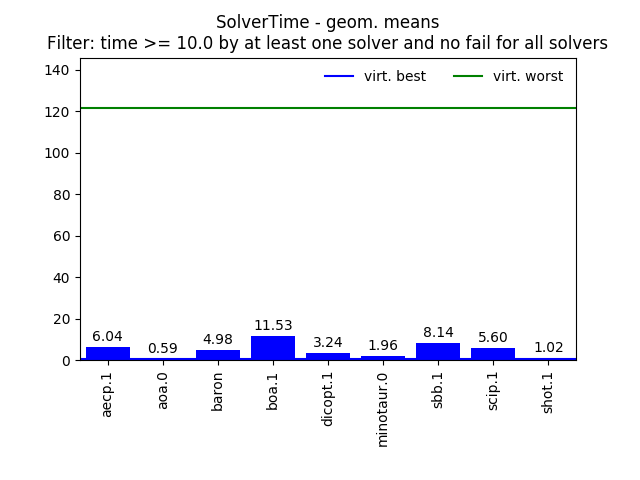 SolverTime - geom. means
Filter: time >= 10.0 by at least one solver and no fail for all solvers
virt. best
virt. worst
140
120
100
80
60
40
20
0
6.04
0.59
4.98
11.53
3.24
1.96
8.14
5.60
1.02
aecp.1
aoa.0
baron
boa.1
dicopt.1
minotaur.0
sbb.1
scip.1
shot.1